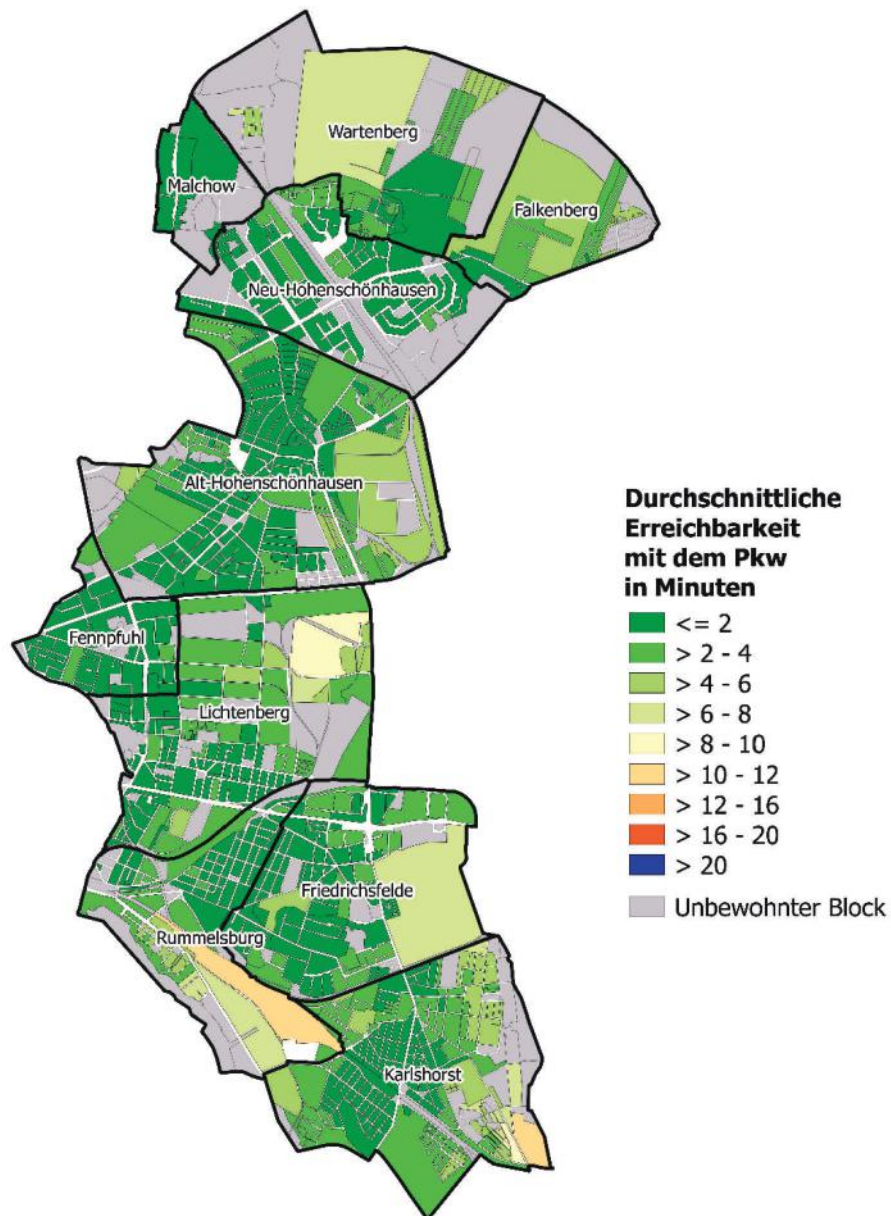 Wartenberg
Malchow
Falkenberg
Neu-Hohenschönhausen
Alt-Hohenschönhausen
Fennpfuhl
Lichtenberg
Friedrichsfelde
Rummelsburg
Karlshorst
Durchschnittliche
Erreichbarkeit
mit dem Pkw
in Minuten
<= 2
> 2 - 4
> 4 - 6
> 6 - 8
> 8 - 10
> 10 - 12
> 12 - 16
> 16 - 20
> 20
Unbewohnter Block